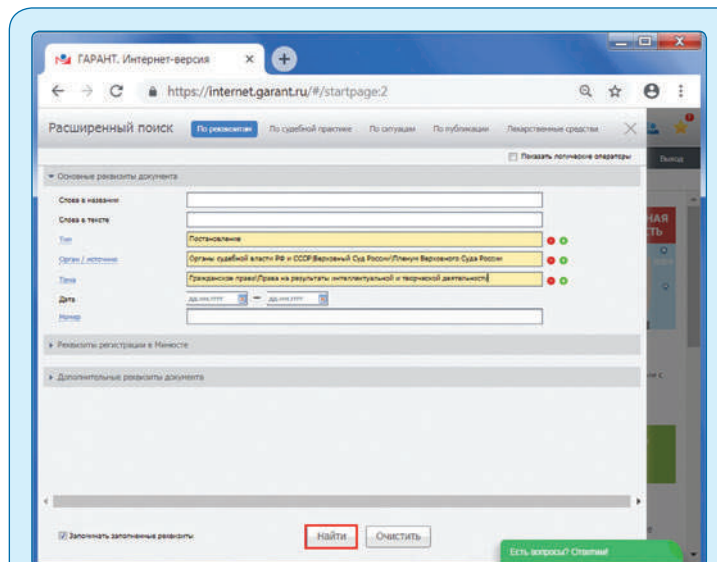 ГАРАНТ. Интернет-версия
https://internet.garant.ru/#/startpage:2
Расширенный поиск По реквизитам По судебной практике По ситуации По публикации Лекарственные средства
Показать логические операторы Выход
Основные реквизиты документа
Слова в названии
Слова в тексте
Тип Постановление
Орган / источник Органы судебной власти РФ и СССР\Верховный Суд России\Пленум Верховного Суда России
Тема Гражданское право\Права на результаты интеллектуальной и творческой деятельности
Дата дд.мм.гггг — дд.мм.гггг
Номер
Реквизиты регистрации в Минюсте
Дополнительные реквизиты документа
Запоминать заполненные реквизиты Найти Очистить
Есть вопросы? Ответим!